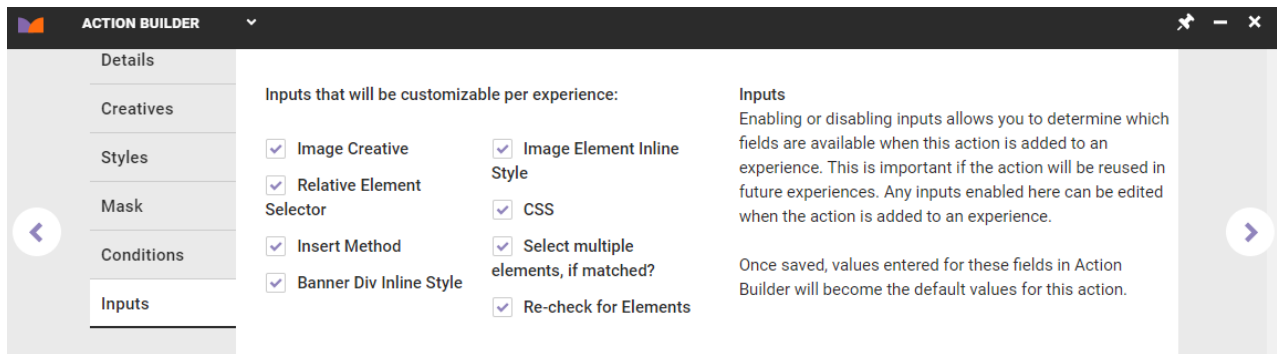 ACTION BUILDER
Details
Creatives
Styles
Mask
Conditions
Inputs
Inputs that will be customizable per experience:
Image Creative
Relative Element
Selector
Insert Method
Banner Div Inline Style
Image Element Inline
Style
CSS
Select multiple
elements, if matched?
Re-check for Elements
Inputs
Enabling or disabling inputs allows you to determine which
fields are available when this action is added to an
experience. This is important if the action will be reused in
future experiences. Any inputs enabled here can be edited
when the action is added to an experience.
Once saved, values entered for these fields in Action
Builder will become the default values for this action.